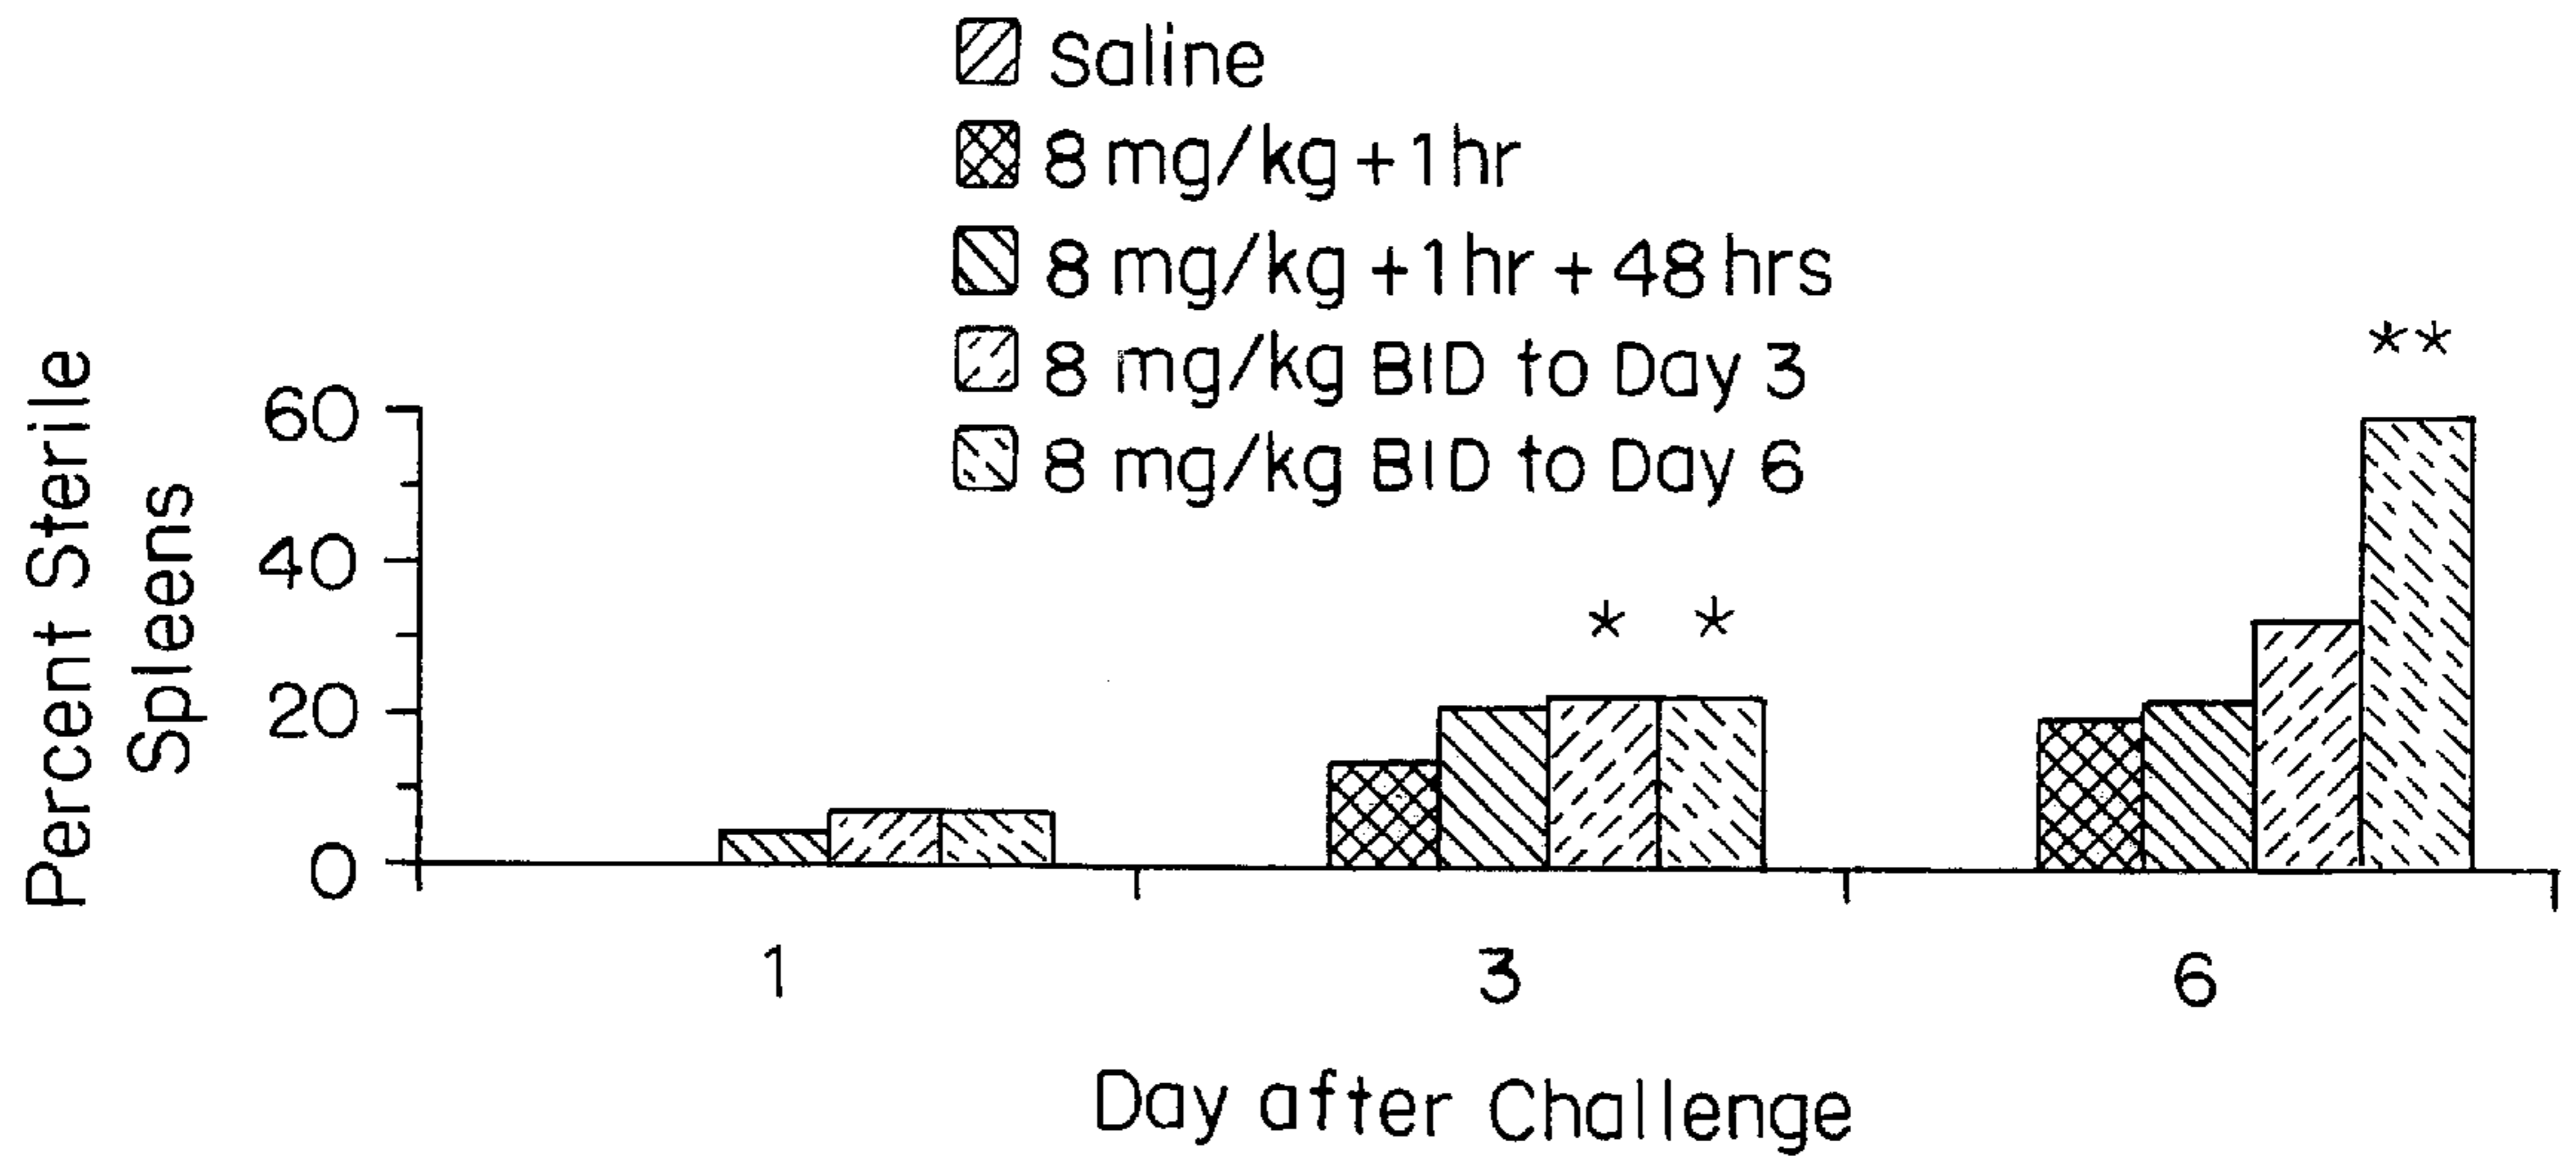 Saline
8 mg/kg + 1 hr
8 mg/kg + 1 hr + 48 hrs
8 mg/kg BID to Day 3
8 mg/kg BID to Day 6
Percent Sterile
Spleens
60
40
20
0
* *
**
1 3 6
Day after Challenge